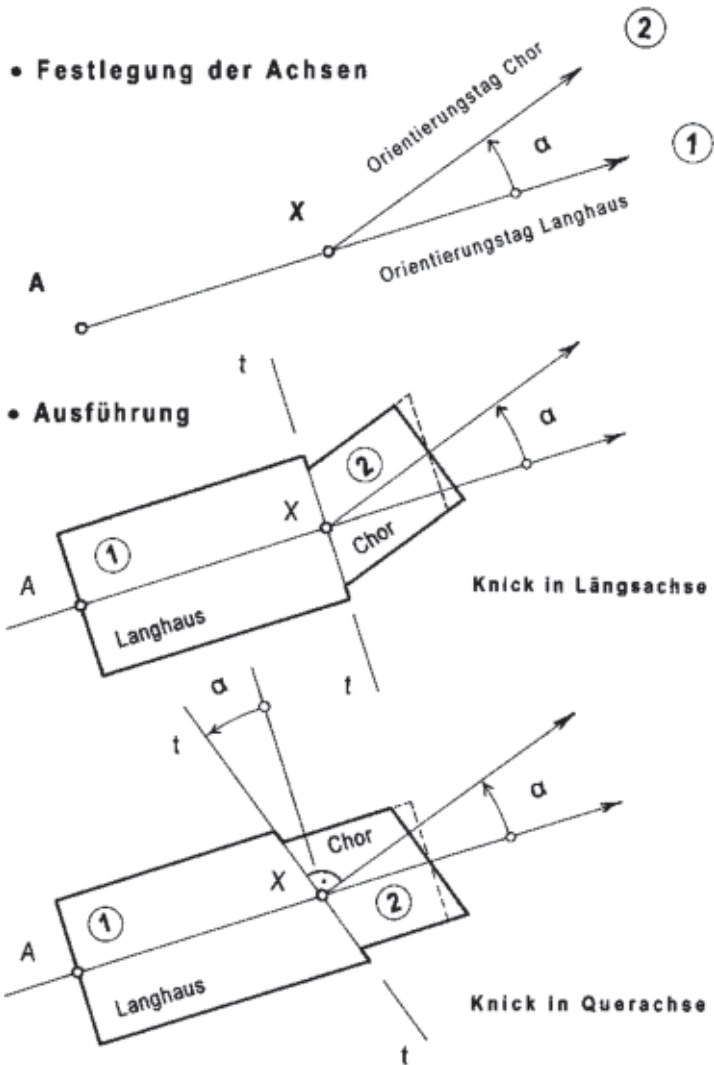 2
• Festlegung der Achsen
Orientierungstag Chor
α
1
X
Orientierungstag Langhaus
A
t
• Ausführung
α
2
X
1
Chor
A
Knick in Längsachse
Langhaus
α
t
t
α
Chor
X
1
2
A
Langhaus
Knick in Querachse
t